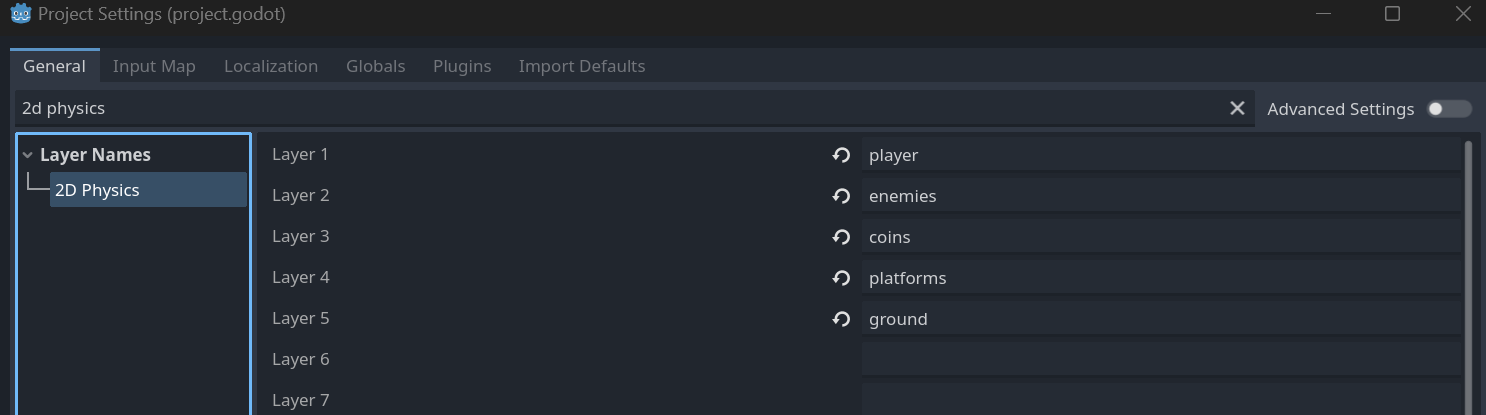 Project Settings (project.godot)
General Input Map Localization Globals Plugins Import Defaults
2d physics Advanced Settings
Layer Names
2D Physics
Layer 1 player
Layer 2 enemies
Layer 3 coins
Layer 4 platforms
Layer 5 ground
Layer 6
Layer 7